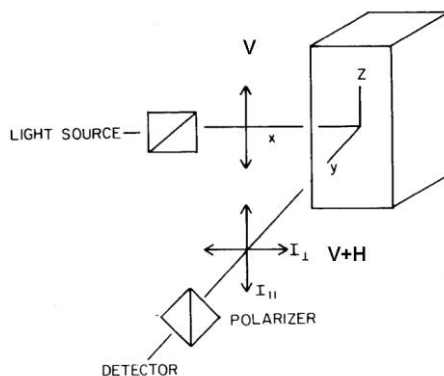 V
Z
LIGHT SOURCE
x
y
I⊥ V+H
I||
POLARIZER
DETECTOR